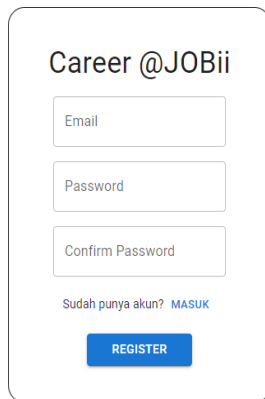 Career @JOBii
Email
Password
Confirm Password
Sudah punya akun? MASUK
REGISTER